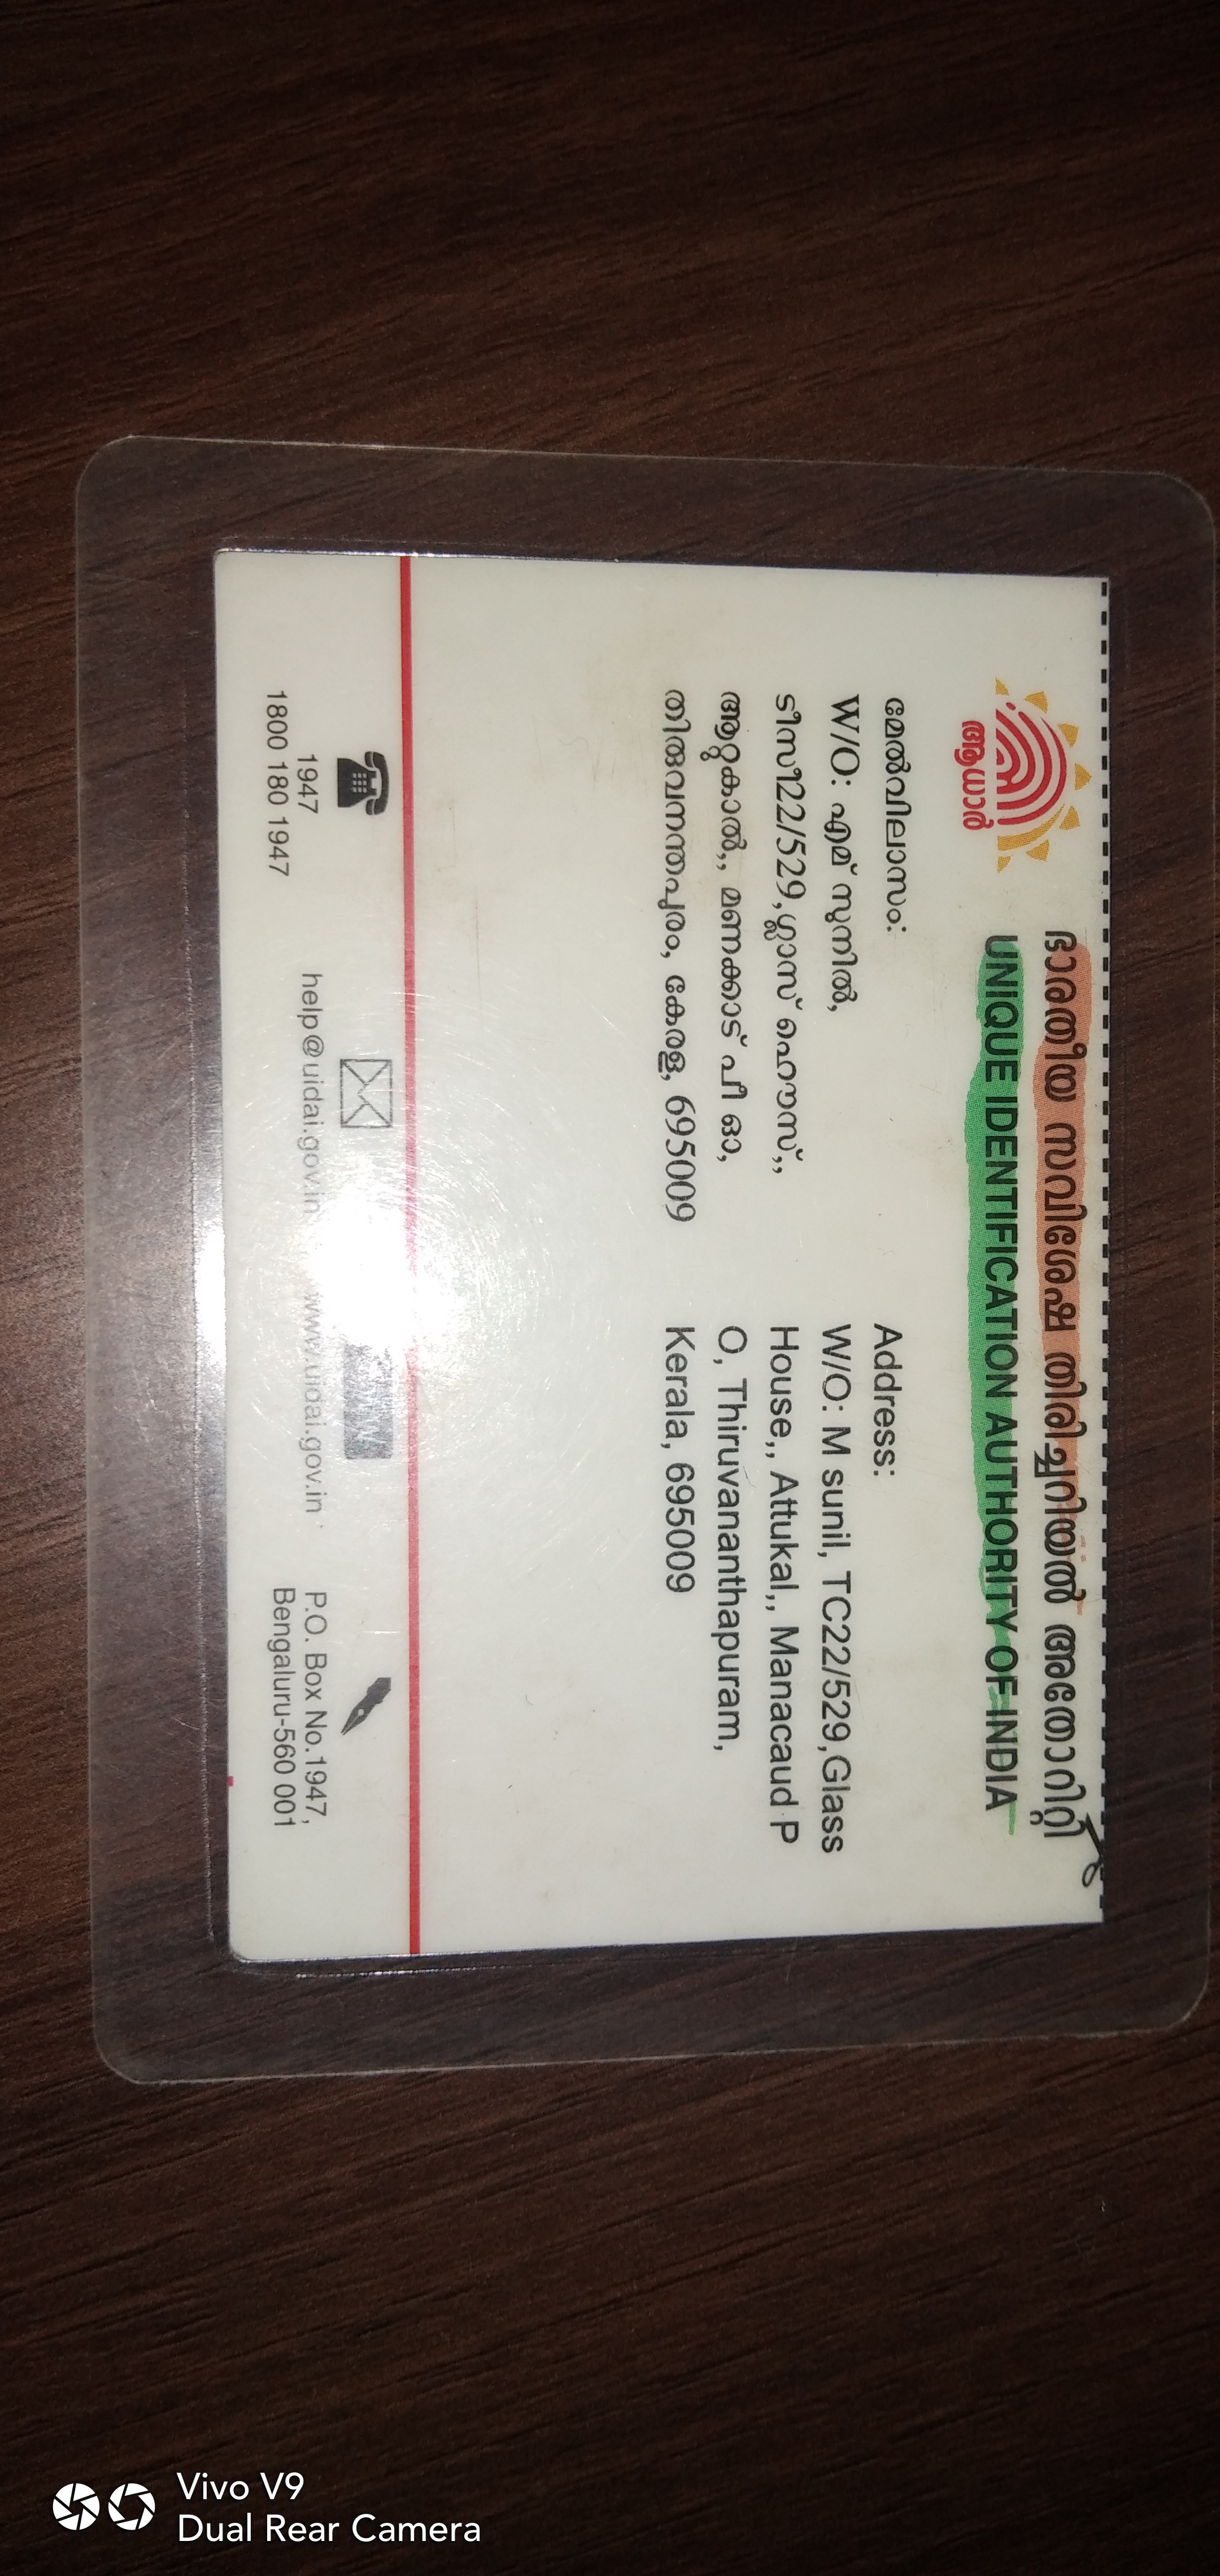 ആധാർ
ഭാരതീയ സവിശേഷ തിരിച്ചറിയൽ അതോറിറ്റി
UNIQUE IDENTIFICATION AUTHORITY OF INDIA
മേൽവിലാസം:
W/O: എമ് സുനിൽ,
ടീസീ22/529,ഗ്ലാസ് ഹൌസ്,,
ആറ്റുകാൽ,, മണക്കാട് പീ ഓ,
തിരുവനന്തപുരം, കേരള, 695009
Address:
W/O: M sunil, TC22/529,Glass
House,, Attukal,, Manacaud P
O, Thiruvananthapuram,
Kerala, 695009
1947
1800 180 1947
help@uidai.gov.in
WWW
www.uidai.gov.in
P.O. Box No.1947,
Bengaluru-560 001
Vivo V9
Dual Rear Camera